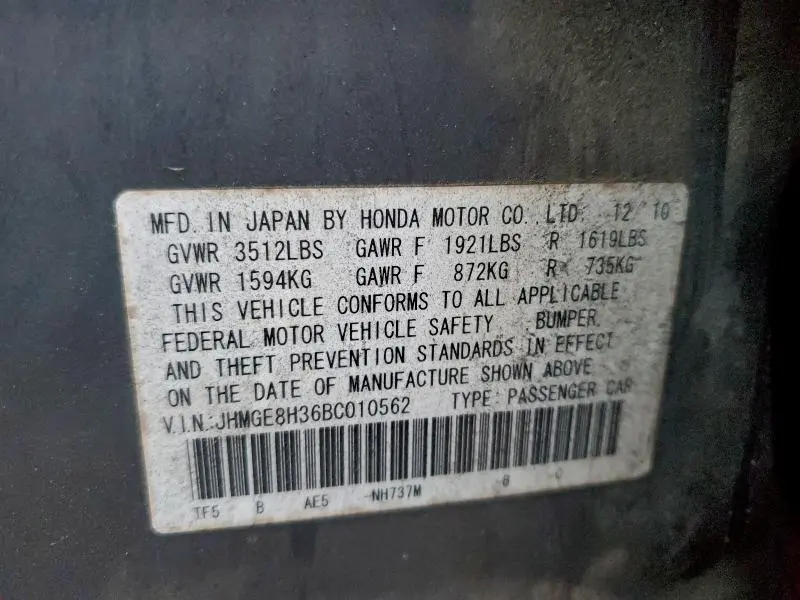 MFD. IN JAPAN BY HONDA MOTOR CO. LTD. 12 10
GVWR 3512LBS GAWR F 1921LBS R 1619LBS
GVWR 1594KG GAWR F 872KG R 735KG
THIS VEHICLE CONFORMS TO ALL APPLICABLE
FEDERAL MOTOR VEHICLE SAFETY BUMPER,
AND THEFT PREVENTION STANDARDS IN EFFECT
ON THE DATE OF MANUFACTURE SHOWN ABOVE
V.I.N.:JHMGE8H36BC010562 TYPE: PASSENGER CAR
TF5 B AE5 -NH737M